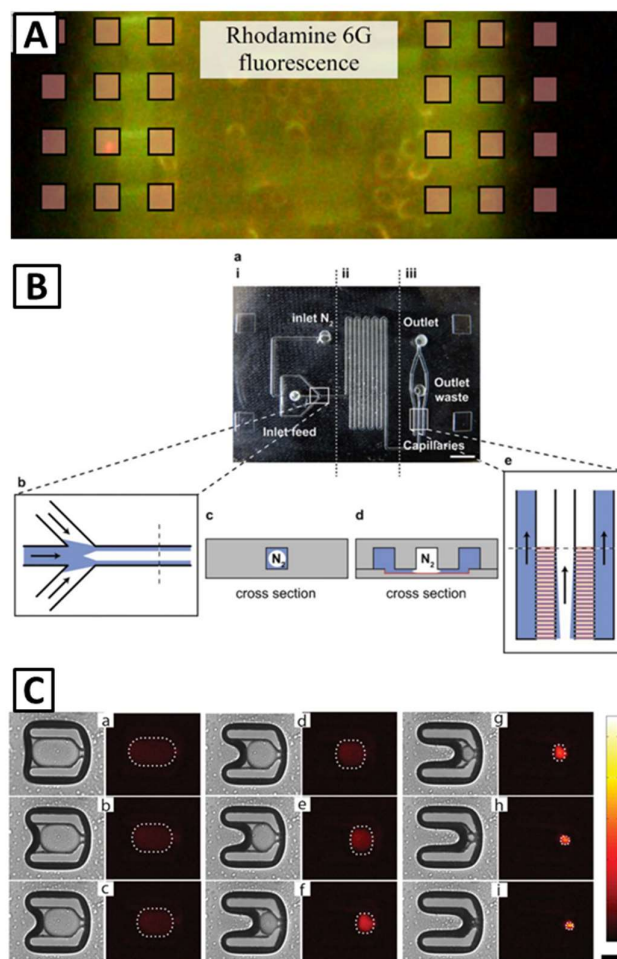 A
Rhodamine 6G
fluorescence
B
a
i
ii
iii
inlet N2
Outlet
Outlet
waste
Inlet feed
Capillaries
b
c
d
e
N2
N2
cross section
cross section
C
a
d
g
b
e
h
c
f
i